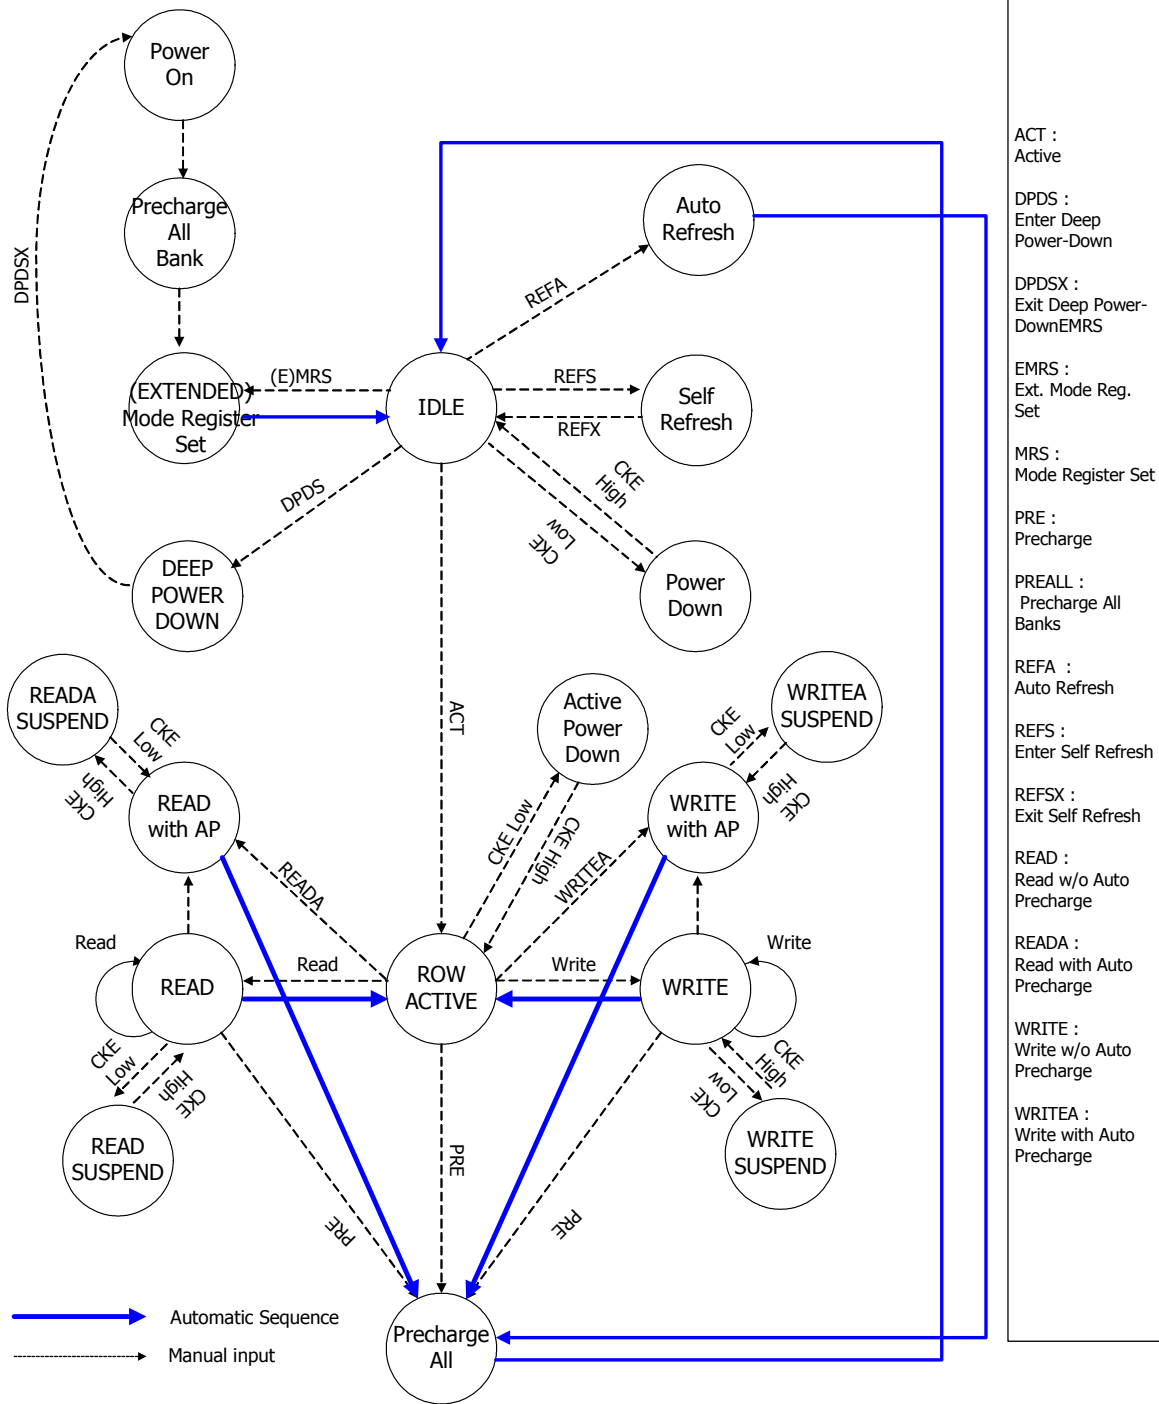 Power
On
Precharge
All
Bank
DPDSX
(EXTENDED)
Mode Register
Set
(E)MRS
IDLE
REFA
Auto
Refresh
REFS
REFX
Self
Refresh
CKE
High
CKE
Low
Power
Down
DPDS
DEEP
POWER
DOWN
ACT
READA
SUSPEND
CKE
Low
CKE
High
READ
with AP
Active
Power
Down
CKE Low
CKE High
WRITEA
SUSPEND
CKE
Low
CKE
High
WRITE
with AP
READA
WRITEA
Read
READ
Read
ROW
ACTIVE
Write
WRITE
Write
CKE
Low
CKE
High
READ
SUSPEND
CKE
High
CKE
Low
WRITE
SUSPEND
PRE
PRE
PRE
Precharge
All
Automatic Sequence
Manual input
ACT :
Active
DPDS :
Enter Deep
Power-Down
DPDSX :
Exit Deep Power-
DownEMRS
EMRS :
Ext. Mode Reg.
Set
MRS :
Mode Register Set
PRE :
Precharge
PREALL :
Precharge All
Banks
REFA :
Auto Refresh
REFS :
Enter Self Refresh
REFSX :
Exit Self Refresh
READ :
Read w/o Auto
Precharge
READA :
Read with Auto
Precharge
WRITE :
Write w/o Auto
Precharge
WRITEA :
Write with Auto
Precharge